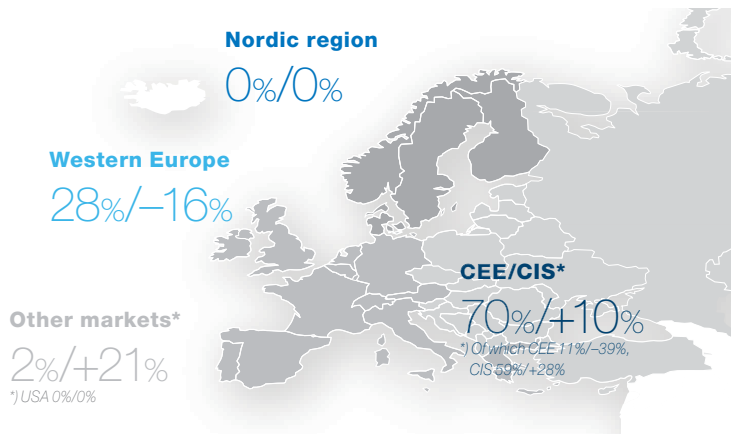 Nordic region
0%/0%
Western Europe
28%/–16%
CEE/CIS*
70%/+10%
*) Of which CEE 11%/–39%,
CIS 59%/+28%
Other markets*
2%/+21%
*) USA 0%/0%